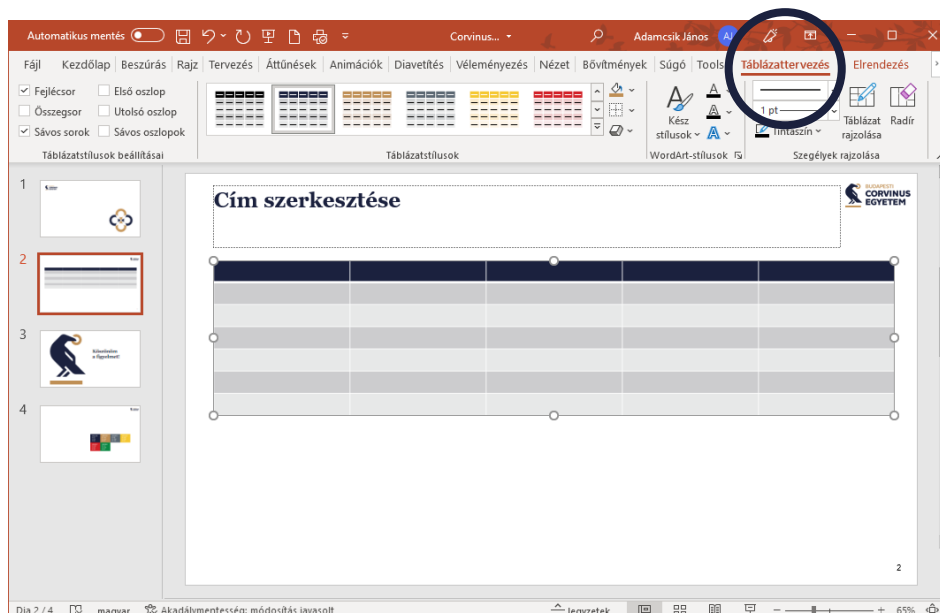 Automatikus mentés Corvinus... Adamcsik János AJ
Fájl Kezdőlap Beszúrás Rajz Tervezés Áttűnések Animációk Diavetítés Véleményezés Nézet Bővítmények Súgó Tools Táblázattervezés Elrendezés
Fejlécsor Első oszlop
Összegsor Utolsó oszlop
Sávos sorok Sávos oszlopok
1 pt
Tintaszín
Kész
stílusok
Táblázat
rajzolása
Radír
Táblázatstílusok beállításai Táblázatstílusok WordArt-stílusok Szegélyek rajzolása
1
2
3
Köszönöm
a figyelmet!
4
Cím szerkesztése
BUDAPESTI
CORVINUS
EGYETEM
2
Dia 2 / 4 magyar Akadálymentesség: módosítás javasolt Jegyzetek 65%